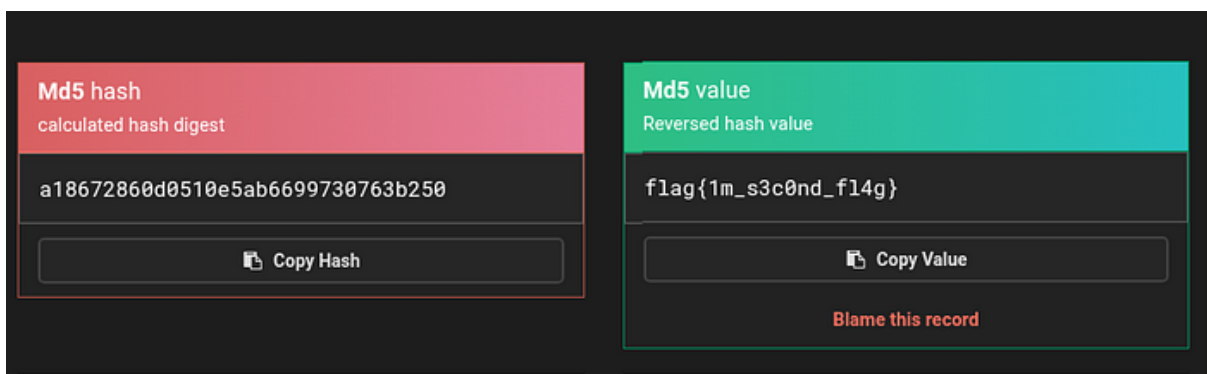 Md5 hash
calculated hash digest
a18672860d0510e5ab6699730763b250
Copy Hash
Md5 value
Reversed hash value
flag{1m_s3c0nd_fl4g}
Copy Value
Blame this record